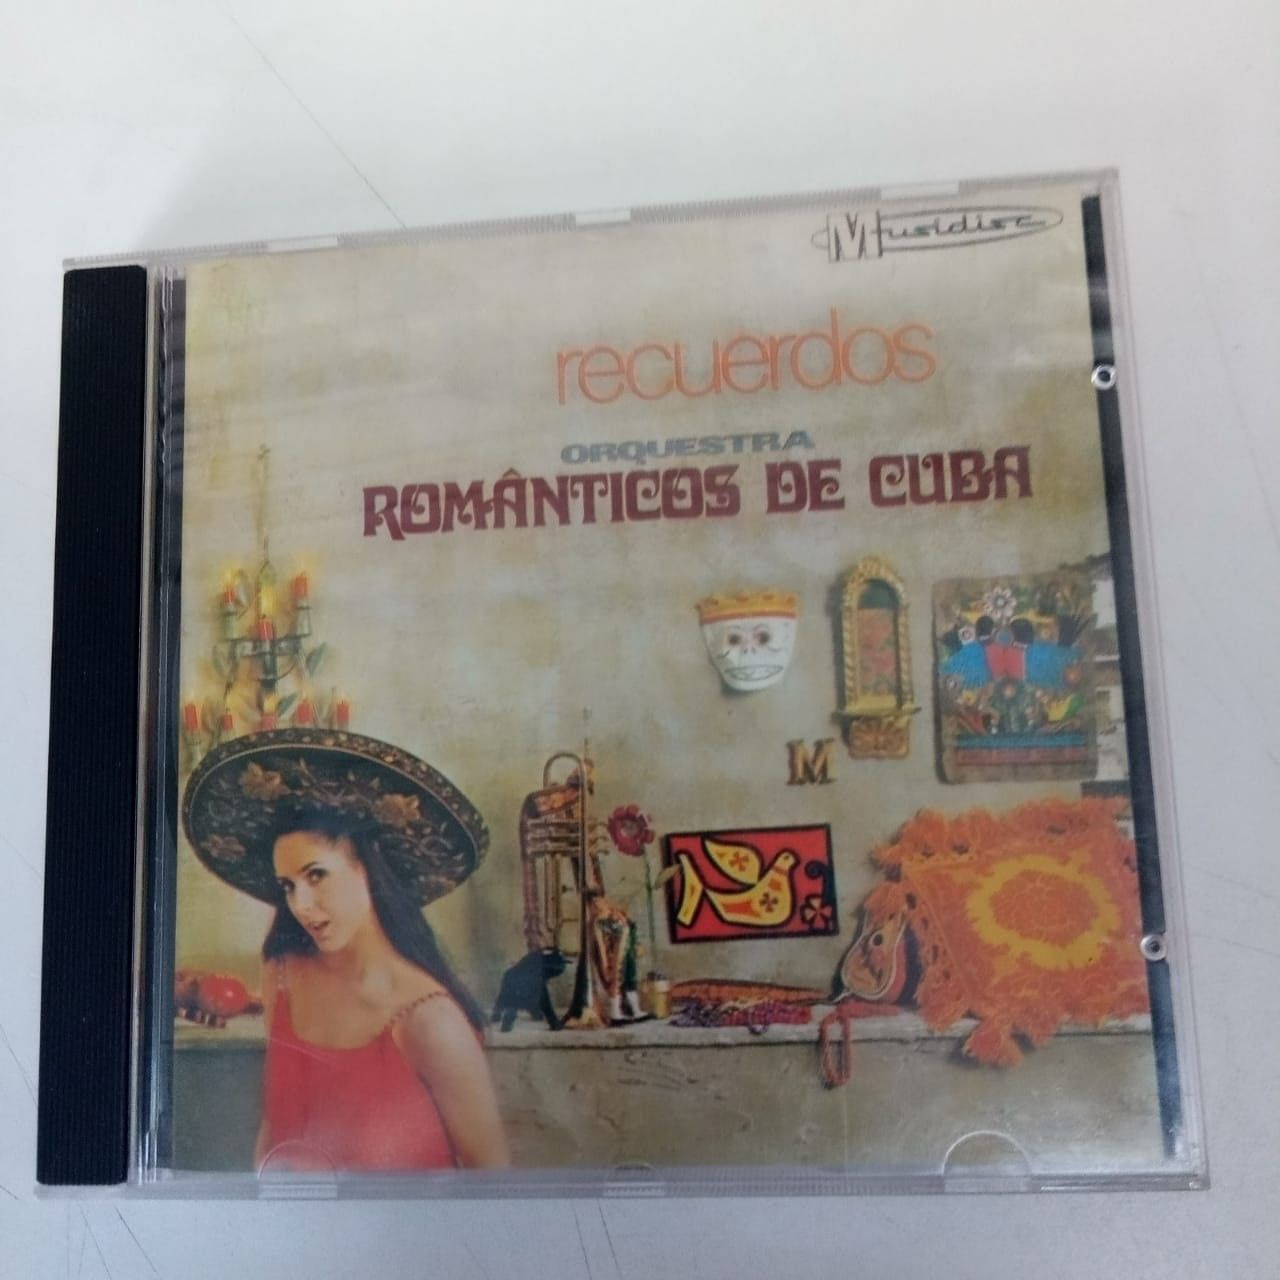 Musidisc
recuerdos
ORQUESTRA
ROMÂNTICOS DE CUBA
M